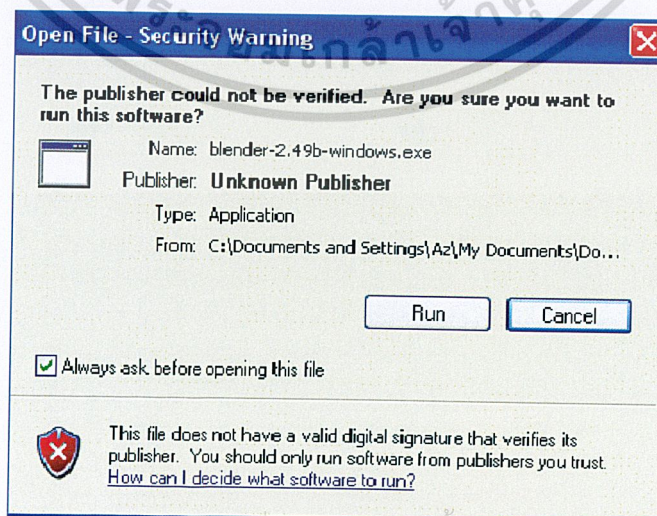 Open File - Security Warning
The publisher could not be verified. Are you sure you want to
run this software?
Name: blender-2.49b-windows.exe
Publisher: Unknown Publisher
Type: Application
From: C:\Documents and Settings\Az\My Documents\Do...
Run Cancel
Always ask before opening this file
This file does not have a valid digital signature that verifies its
publisher. You should only run software from publishers you trust.
How can I decide what software to run?